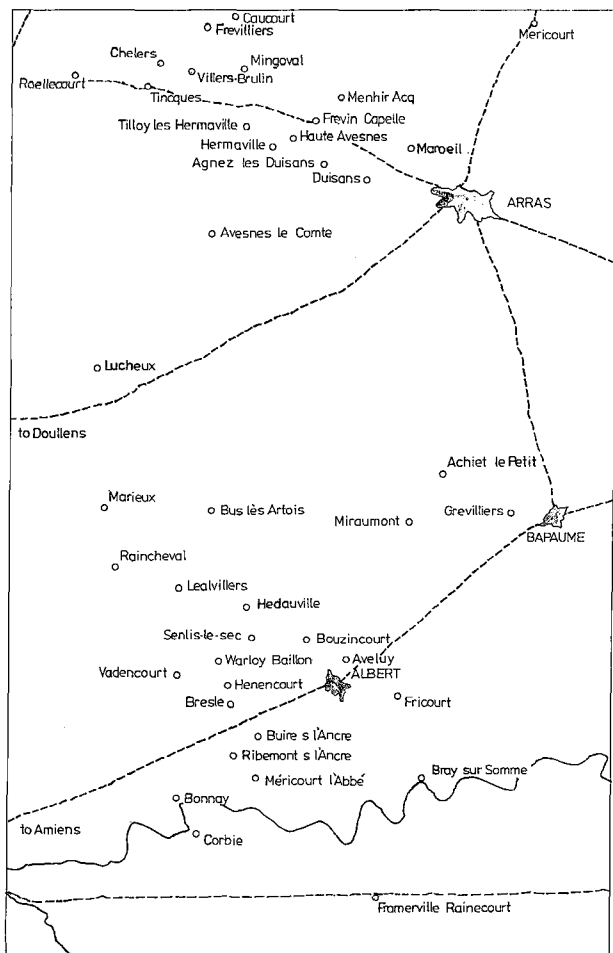 Caucourt
Frevilliers
Mericourt
Chelers
Mingoval
Villers-Brulin
Roellecourt
Tincques
Menhir Acq
Frevin Capelle
Tilloy les Hermaville
Haute Avesnes
Hermaville
Maroeil
Agnez les Duisans
Duisans
ARRAS
Avesnes le Comte
Lucheux
to Doullens
Achiet le Petit
Marieux
Bus lès Artois
Miraumont
Grevilliers
BAPAUME
Raincheval
Lealvillers
Hedauville
Senlis-le-sec
Bouzincourt
Warloy Baillon
Aveluy
Vadencourt
ALBERT
Henencourt
Bresle
Fricourt
Buire s l'Ancre
Ribemont s l'Ancre
Méricourt l'Abbé
Bray sur Somme
Bonnay
to Amiens
Corbie
Framerville Rainecourt